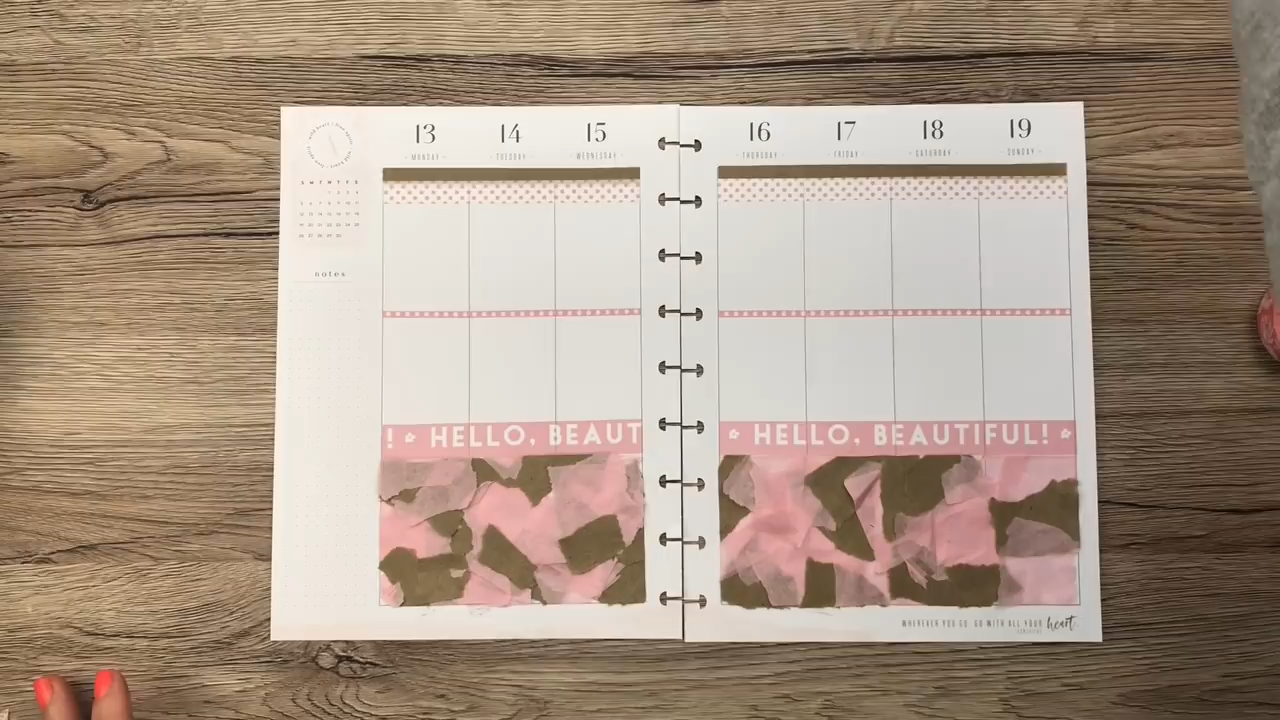 13 14 15
MONDAY TUESDAY WEDNESDAY
16 17 18 19
THURSDAY FRIDAY SATURDAY SUNDAY
S M T W T F S
notes
! HELLO, BEAUT
HELLO, BEAUTIFUL!
WHEREVER YOU GO, GO WITH ALL YOUR heart.
CONFUCIUS